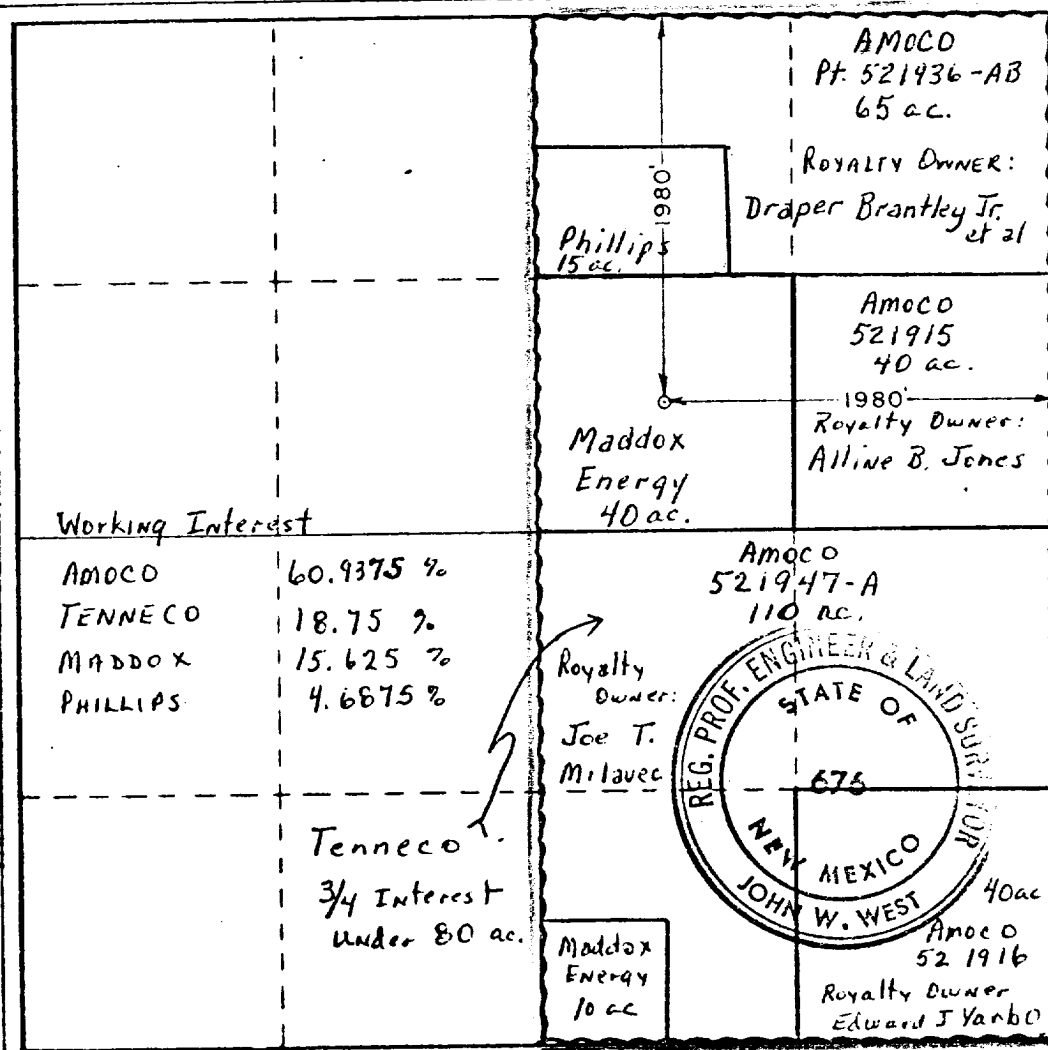 AMOCO
Pt. 521936-AB
65 ac.
ROYALTY OWNER:
Draper Brantley Jr.
et al
1980'
Phillips
15 ac.
AMOCO
521915
40 ac.
1980'
Royalty Owner:
Alline B. Jones
Maddox
Energy
40 ac.
Working Interest
AMOCO 60.9375 %
TENNECO 18.75 %
MADDOX 15.625 %
PHILLIPS 4.6875 %
Amoco
521947-A
110 ac.
Royalty
Owner:
Joe T.
Milavec
REG. PROF. ENGINEER & LAND SURVEYOR
STATE OF
676
NEW MEXICO
JOHN W. WEST
Tenneco
3/4 Interest
Under 80 ac.
Maddox
Energy
10 ac
40ac
Amoco
521916
Royalty Owner
Edward J Yarbo